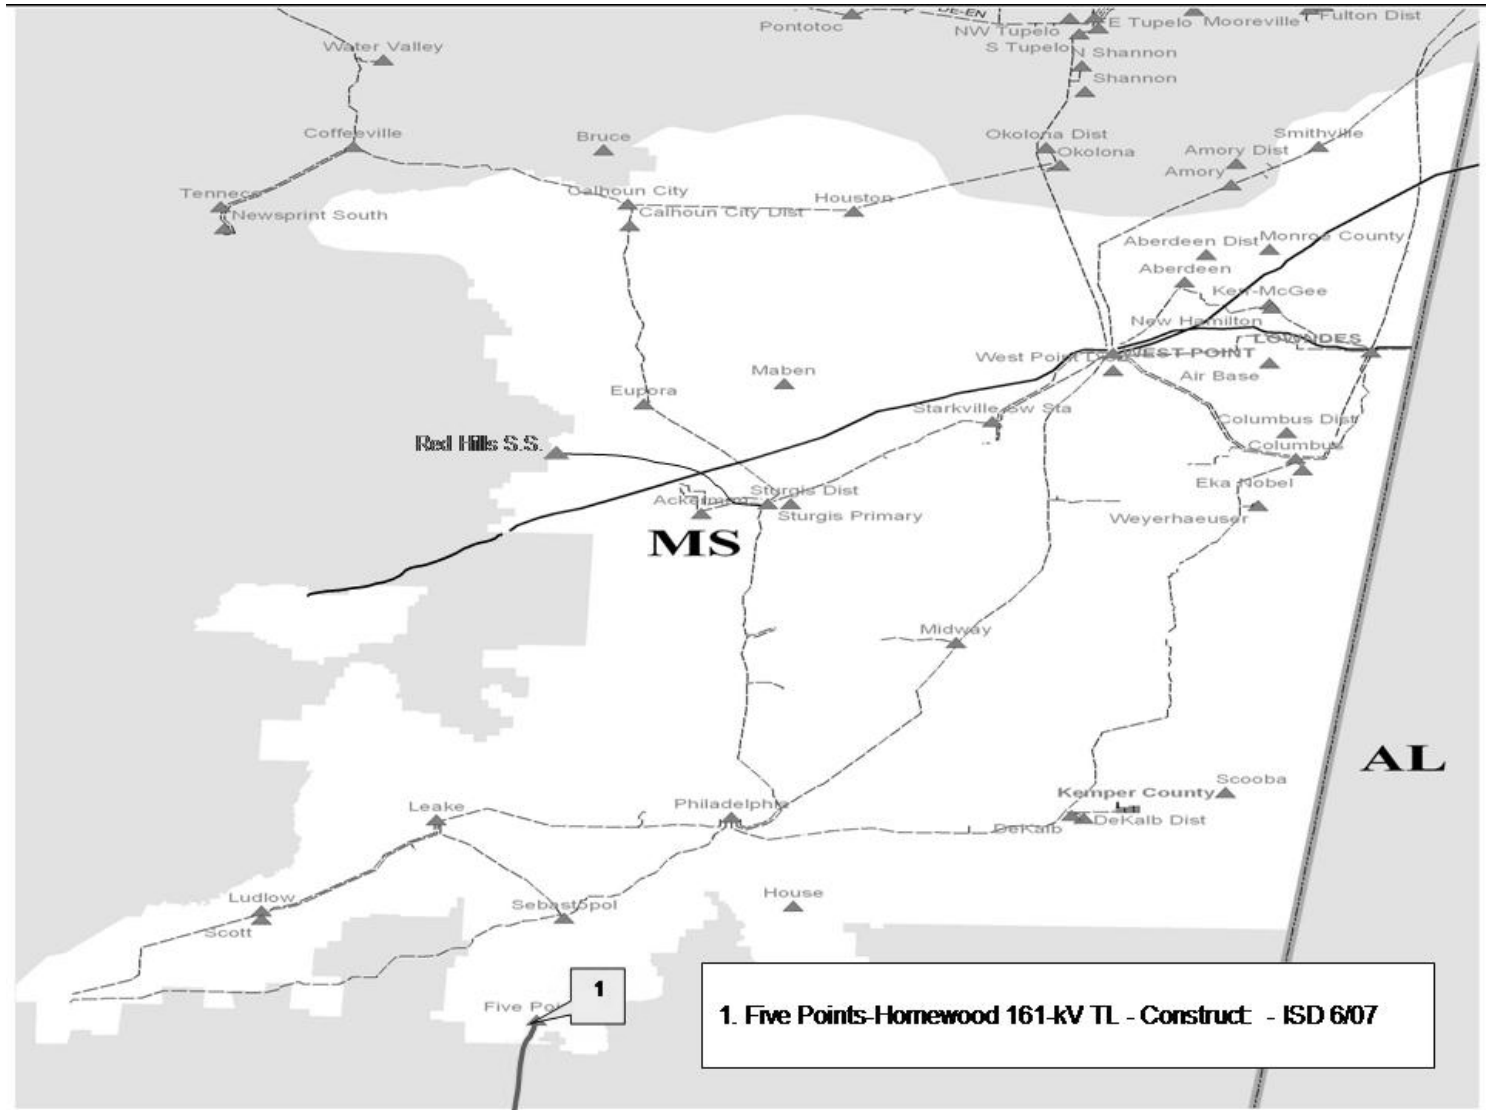 DE-EN
Fulton Dist
Pontotoc
NW Tupelo
E Tupelo
Mooreville
S Tupelo
N Shannon
Water Valley
Shannon
Coffeeville
Bruce
Okolona Dist
Smithville
Okolona
Amory Dist
Amory
Calhoun City
Houston
Newsprint South
Calhoun City Dist
Aberdeen Dist
Monroe County
Aberdeen
Kerr-McGee
New Hamilton
LOWNDES
West Point
WEST POINT
Maben
Air Base
Eupora
Starkville Sw Sta
Columbus Dist
Red Hills S.S.
Columbus
Eka Nobel
Sturgis Dist
Ackerman
Sturgis Primary
Weyerhaeuser
MS
Midway
AL
Scooba
Kemper County
Leake
Philadelphia
DeKalb
DeKalb Dist
Ludlow
House
Sebastopol
Scott
1
Five
1. Five Points-Homewood 161-kV TL - Construct - ISD 6/07